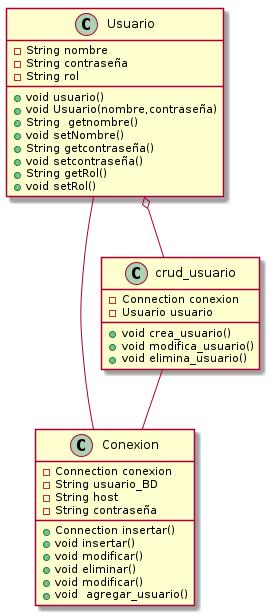 C Usuario
String nombre
String contraseña
String rol
void usuario()
void Usuario(nombre,contraseña)
String getnombre()
void setNombre()
String getcontraseña()
void setcontraseña()
String getRol()
void setRol()
C crud_usuario
Connection conexion
Usuario usuario
void crea_usuario()
void modifica_usuario()
void elimina_usuario()
C Conexion
Connection conexion
String usuario_BD
String host
String contraseña
Connection insertar()
void insertar()
void modificar()
void eliminar()
void modificar()
void agregar_usuario()